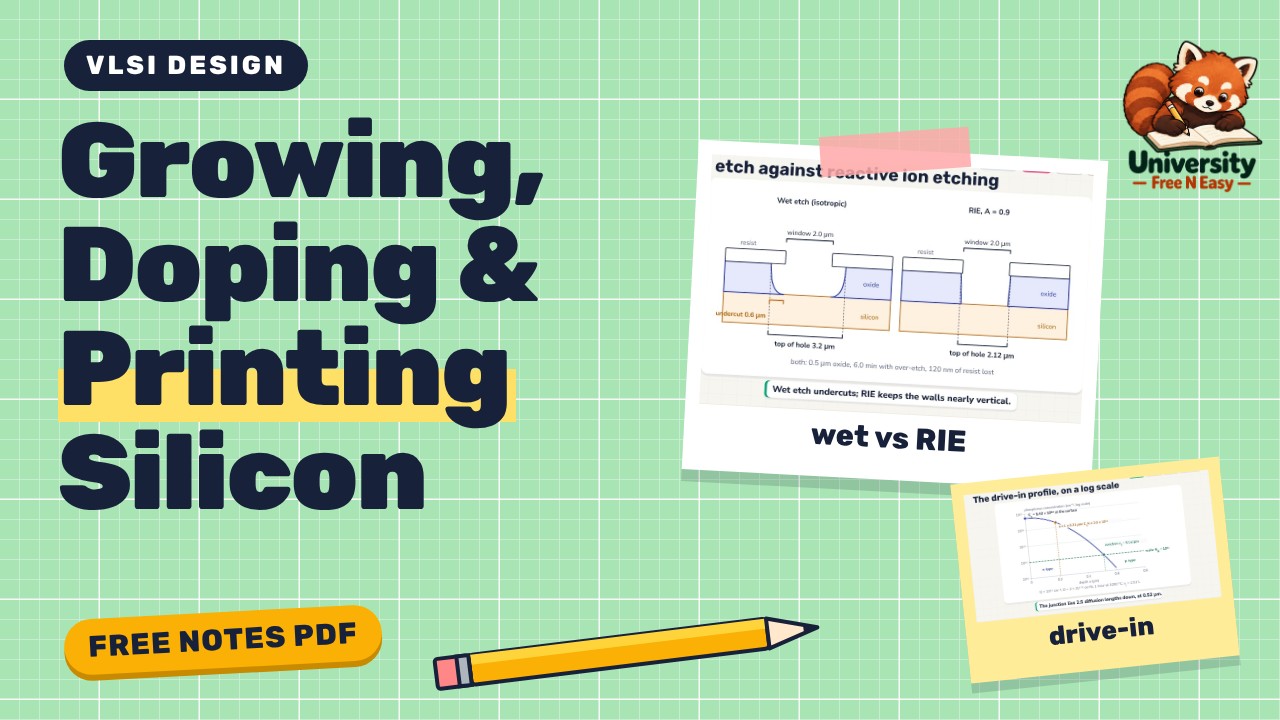 VLSI DESIGN
Growing,
Doping &
Printing
Silicon
FREE NOTES PDF
University
Free N Easy
etch against reactive ion etching
Wet etch (isotropic)
RIE, A = 0.9
window 2.0 µm
window 2.0 µm
resist
resist
oxide
oxide
undercut 0.6 µm
silicon
silicon
top of hole 3.2 µm
top of hole 2.12 µm
both: 0.5 µm oxide, 6.0 min with over-etch, 120 nm of resist lost
Wet etch undercuts; RIE keeps the walls nearly vertical.
wet vs RIE
The drive-in profile, on a log scale
The junction lies 2.5 diffusion lengths down, at 0.52 µm.
drive-in